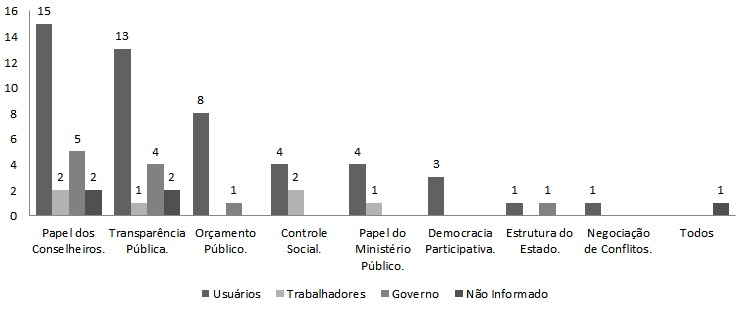 16
14
12
10
8
6
4
2
0
15
2
5
2
13
1
4
2
8
1
4
2
4
1
3
1
1
1
1
Papel dos
Conselheiros.
Transparência
Pública.
Orçamento
Público.
Controle
Social.
Papel do
Ministério
Público.
Democracia
Participativa.
Estrutura do
Estado.
Negociação
de Conflitos.
Todos
Usuários
Trabalhadores
Governo
Não Informado